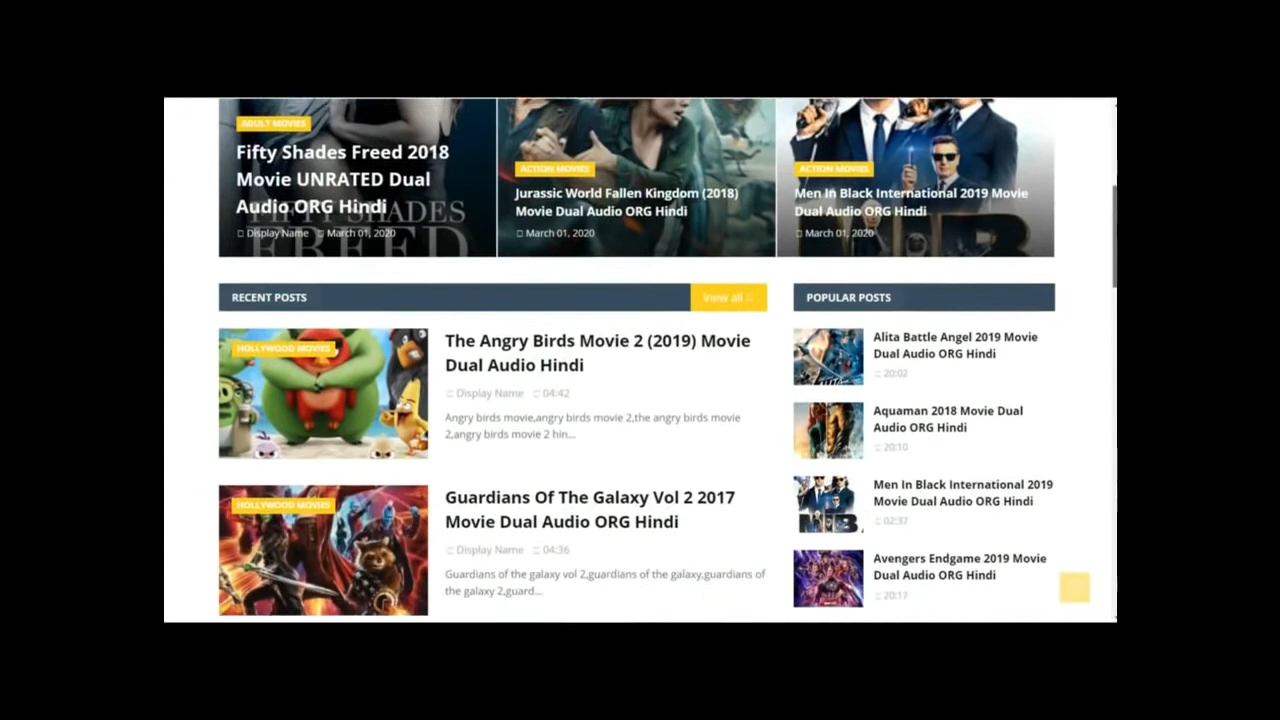 ADULT MOVIES
Fifty Shades Freed 2018
Movie UNRATED Dual
Audio ORG Hindi
FIFTY SHADES
FREED
Display Name March 01, 2020
ACTION MOVIES
Jurassic World Fallen Kingdom (2018)
Movie Dual Audio ORG Hindi
March 01, 2020
ACTION MOVIES
Men In Black International 2019 Movie
Dual Audio ORG Hindi
March 01, 2020
RECENT POSTS
View all
HOLLYWOOD MOVIES
The Angry Birds Movie 2 (2019) Movie
Dual Audio Hindi
Display Name 04:42
Angry birds movie,angry birds movie 2,the angry birds movie
2,angry birds movie 2 hin...
HOLLYWOOD MOVIES
Guardians Of The Galaxy Vol 2 2017
Movie Dual Audio ORG Hindi
Display Name 04:36
Guardians of the galaxy vol 2,guardians of the galaxy,guardians of
the galaxy 2,guard...
POPULAR POSTS
Alita Battle Angel 2019 Movie
Dual Audio ORG Hindi
20:02
Aquaman 2018 Movie Dual
Audio ORG Hindi
20:10
Men In Black International 2019
Movie Dual Audio ORG Hindi
02:37
Avengers Endgame 2019 Movie
Dual Audio ORG Hindi
20:17